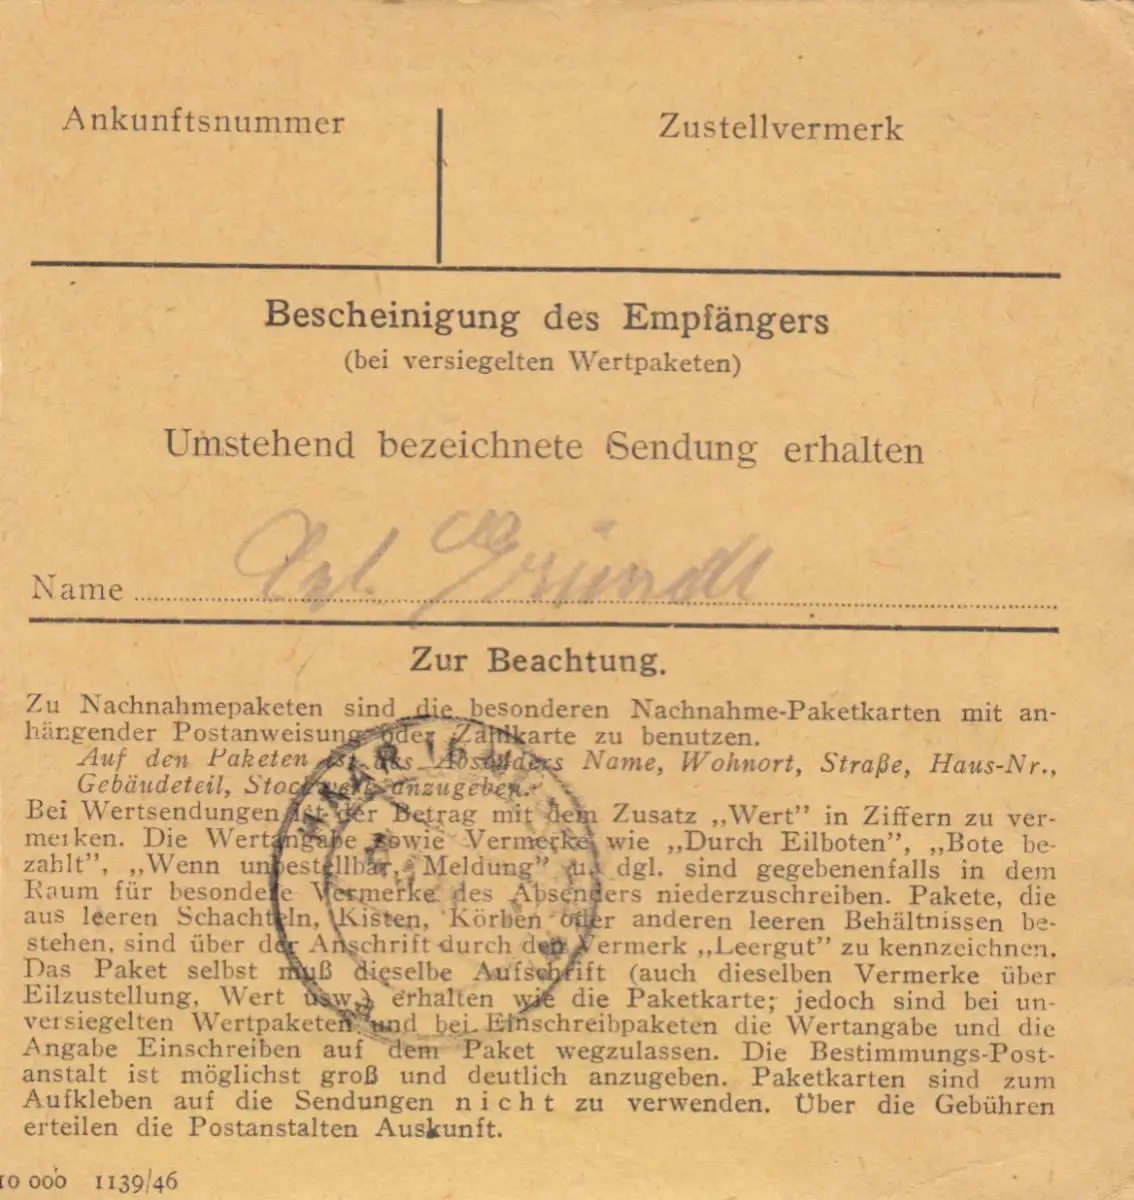 Ankunftsnummer
Zustellvermerk
Bescheinigung des Empfängers
(bei versiegelten Wertpaketen)
Umstehend bezeichnete Sendung erhalten
Name
Zur Beachtung.
Zu Nachnahmepaketen sind die besonderen Nachnahme-Paketkarten mit an-
hängender Postanweisung oder Zahlkarte zu benutzen.
Auf den Paketen ist des Absenders Name, Wohnort, Straße, Haus-Nr.,
Gebäudeteil, Stockwerk anzugeben.
Bei Wertsendungen ist der Betrag mit dem Zusatz „Wert” in Ziffern zu ver-
merken. Die Wertangabe sowie Vermerke wie „Durch Eilboten”, „Bote be-
zahlt”, „Wenn unbestellbar, Meldung” u. dgl. sind gegebenenfalls in dem
Raum für besondere Vermerke des Absenders niederzuschreiben. Pakete, die
aus leeren Schachteln, Kisten, Körben oder anderen leeren Behältnissen be-
stehen, sind über der Anschrift durch den Vermerk „Leergut” zu kennzeichnen.
Das Paket selbst muß dieselbe Aufschrift (auch dieselben Vermerke über
Eilzustellung, Wert usw.) erhalten wie die Paketkarte; jedoch sind bei un-
versiegelten Wertpaketen und bei Einschreibpaketen die Wertangabe und die
Angabe Einschreiben auf dem Paket wegzulassen. Die Bestimmungs-Post-
anstalt ist möglichst groß und deutlich anzugeben. Paketkarten sind zum
Aufkleben auf die Sendungen nicht zu verwenden. Über die Gebühren
erteilen die Postanstalten Auskunft.
10 000 1139/46